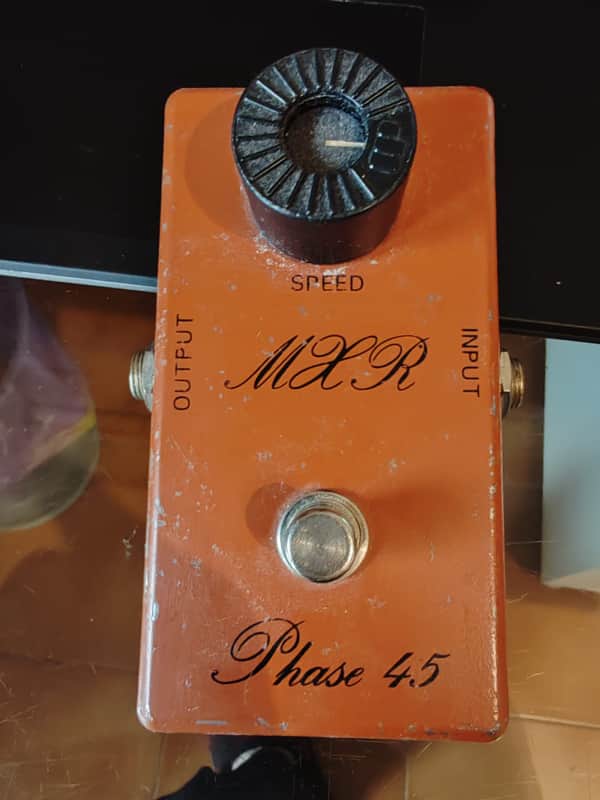 SPEED
OUTPUT
MXR
INPUT
Phase 45